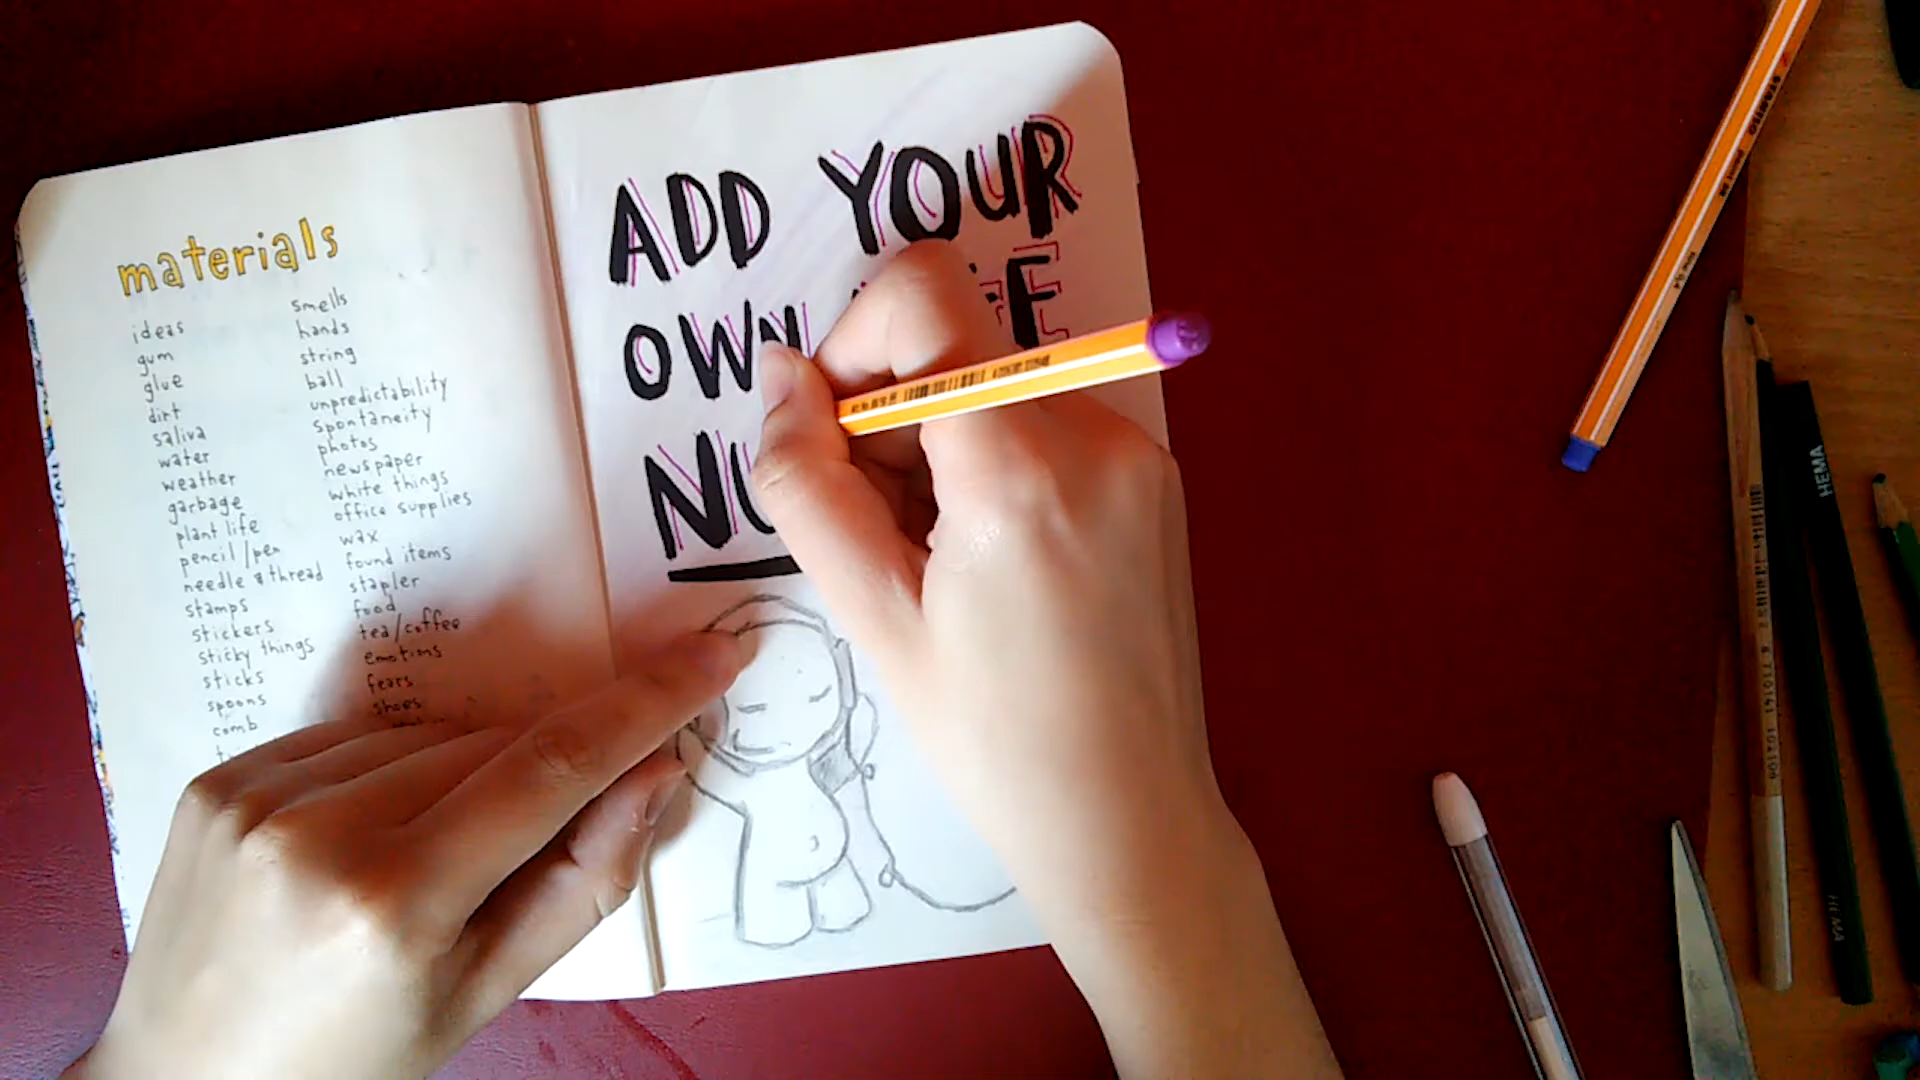 materials
ideas
gum
glue
dirt
saliva
water
weather
garbage
plant life
pencil/pen
needle & thread
stamps
stickers
sticky things
sticks
spoons
comb
smells
hands
string
ball
unpredictability
spontaneity
photos
newspaper
white things
office supplies
wax
found items
stapler
food
tea/coffee
emotions
fears
shoes
ADD YOUR
OWN
HEMA